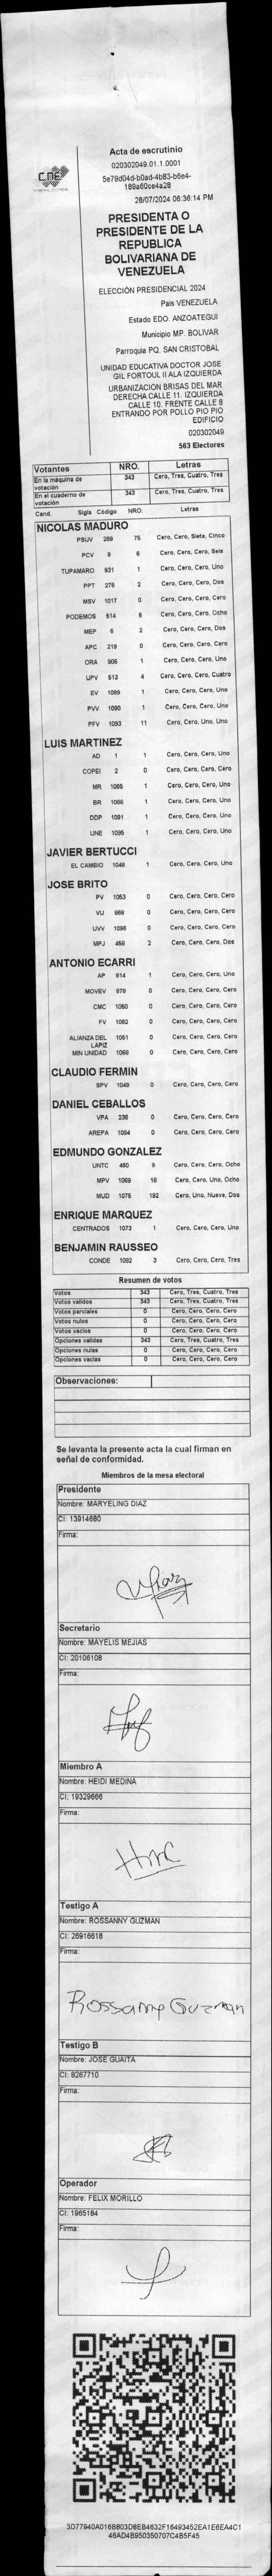 CNE
Acta de escrutinio
020302049.01.1.0001
5e79d04d-b0ad-4b83-b6e4-
189a60ce4a28
28/07/2024 06:36:14 PM
PRESIDENTA O
PRESIDENTE DE LA
REPUBLICA
BOLIVARIANA DE
VENEZUELA
ELECCIÓN PRESIDENCIAL 2024
Pais VENEZUELA
Estado EDO. ANZOATEGUI
Municipio MP. BOLIVAR
Parroquia PQ. SAN CRISTOBAL
UNIDAD EDUCATIVA DOCTOR JOSE
GIL FORTOUL II ALA IZQUIERDA
URBANIZACION BRISAS DEL MAR
DERECHA CALLE 11. IZQUIERDA
CALLE 10. FRENTE CALLE 8
ENTRANDO POR POLLO PIO PIO
EDIFICIO
020302049
563 Electores
Votantes NRO. Letras
En la máquina de votación 343 Cero, Tres, Cuatro, Tres
En el cuaderno de votación 343 Cero, Tres, Cuatro, Tres
Cand. Sigla Código NRO. Letras
NICOLAS MADURO
PSUV 269 75 Cero, Cero, Siete, Cinco
PCV 9 6 Cero, Cero, Cero, Seis
TUPAMARO 931 1 Cero, Cero, Cero, Uno
PPT 276 2 Cero, Cero, Cero, Dos
MSV 1017 0 Cero, Cero, Cero, Cero
PODEMOS 514 8 Cero, Cero, Cero, Ocho
MEP 6 2 Cero, Cero, Cero, Dos
APC 219 0 Cero, Cero, Cero, Cero
ORA 906 1 Cero, Cero, Cero, Uno
UPV 613 4 Cero, Cero, Cero, Cuatro
EV 1089 1 Cero, Cero, Cero, Uno
PVV 1090 1 Cero, Cero, Cero, Uno
PFV 1093 11 Cero, Cero, Uno, Uno
LUIS MARTINEZ
AD 1 1 Cero, Cero, Cero, Uno
COPEI 2 0 Cero, Cero, Cero, Cero
MR 1065 1 Cero, Cero, Cero, Uno
BR 1066 1 Cero, Cero, Cero, Uno
DDP 1091 1 Cero, Cero, Cero, Uno
UNE 1095 1 Cero, Cero, Cero, Uno
JAVIER BERTUCCI
EL CAMBIO 1048 1 Cero, Cero, Cero, Uno
JOSE BRITO
PV 1053 0 Cero, Cero, Cero, Cero
VU 868 0 Cero, Cero, Cero, Cero
UVV 1096 0 Cero, Cero, Cero, Cero
MPJ 458 2 Cero, Cero, Cero, Dos
ANTONIO ECARRI
AP 814 1 Cero, Cero, Cero, Uno
MOVEV 878 0 Cero, Cero, Cero, Cero
CMC 1060 0 Cero, Cero, Cero, Cero
FV 1062 0 Cero, Cero, Cero, Cero
ALIANZA DEL LAPIZ 1051 0 Cero, Cero, Cero, Cero
MIN UNIDAD 1068 0 Cero, Cero, Cero, Cero
CLAUDIO FERMIN
SPV 1049 0 Cero, Cero, Cero, Cero
DANIEL CEBALLOS
VPA 236 0 Cero, Cero, Cero, Cero
AREPA 1094 0 Cero, Cero, Cero, Cero
EDMUNDO GONZALEZ
UNTC 460 8 Cero, Cero, Cero, Ocho
MPV 1069 18 Cero, Cero, Uno, Ocho
MUD 1076 192 Cero, Uno, Nueve, Dos
ENRIQUE MARQUEZ
CENTRADOS 1073 1 Cero, Cero, Cero, Uno
BENJAMIN RAUSSEO
CONDE 1092 3 Cero, Cero, Cero, Tres
Resumen de votos
Votos 343 Cero, Tres, Cuatro, Tres
Votos validos 343 Cero, Tres, Cuatro, Tres
Votos parciales 0 Cero, Cero, Cero, Cero
Votos nulos 0 Cero, Cero, Cero, Cero
Votos vacios 0 Cero, Cero, Cero, Cero
Opciones validas 343 Cero, Tres, Cuatro, Tres
Opciones nulas 0 Cero, Cero, Cero, Cero
Opciones vacias 0 Cero, Cero, Cero, Cero
Observaciones:
Se levanta la presente acta la cual firman en
señal de conformidad.
Miembros de la mesa electoral
Presidente
Nombre: MARYELING DIAZ
CI: 13914680
Firma:
Secretario
Nombre: MAYELIS MEJIAS
CI: 20106108
Firma:
Miembro A
Nombre: HEIDI MEDINA
CI: 19329666
Firma:
Testigo A
Nombre: ROSSANNY GUZMAN
CI: 26916618
Firma:
Rossanny Guzman
Testigo B
Nombre: JOSE GUAITA
CI: 8267710
Firma:
Operador
Nombre: FELIX MORILLO
CI: 1965184
Firma:
3D77940A016B803D8EB4632F16493452EA1E6EA4C1
46AD4B950350707C4B5F45